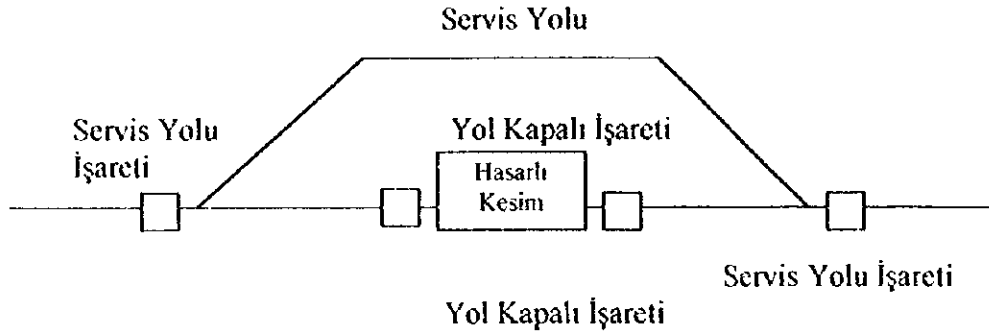 Servis Yolu
Servis Yolu
İşareti
Yol Kapalı İşareti
Hasarlı
Kesim
Servis Yolu İşareti
Yol Kapalı İşareti